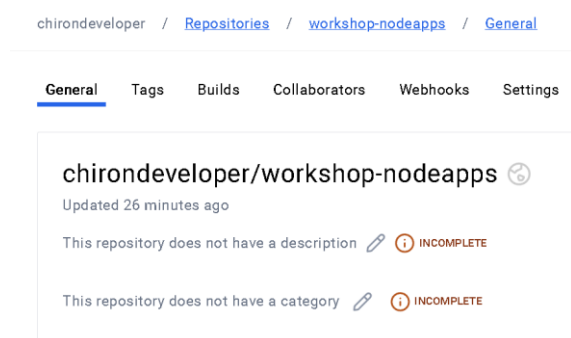 chirondeveloper / Repositories / workshop-nodeapps / General
General Tags Builds Collaborators Webhooks Settings
chirondeveloper/workshop-nodeapps
Updated 26 minutes ago
This repository does not have a description INCOMPLETE
This repository does not have a category INCOMPLETE